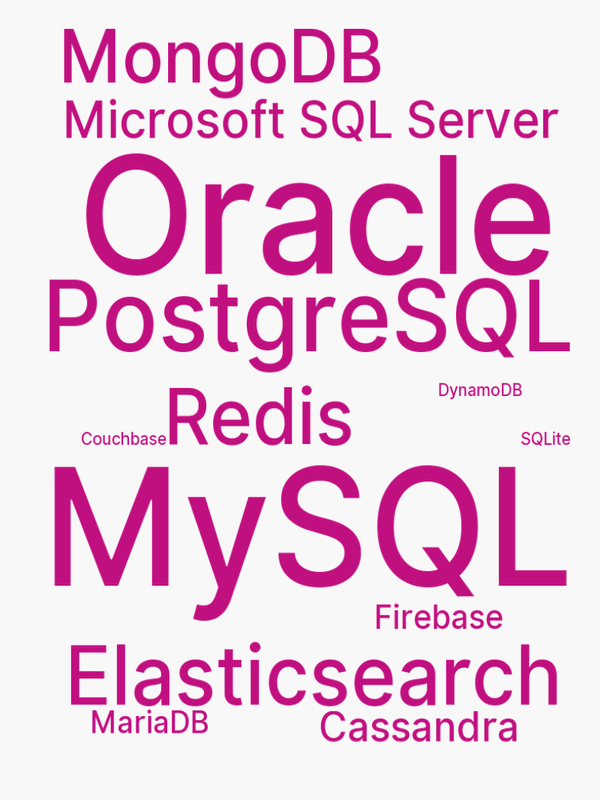 MongoDB
Microsoft SQL Server
Oracle
PostgreSQL
DynamoDB
Redis
Couchbase
SQLite
MySQL
Firebase
Elasticsearch
MariaDB
Cassandra